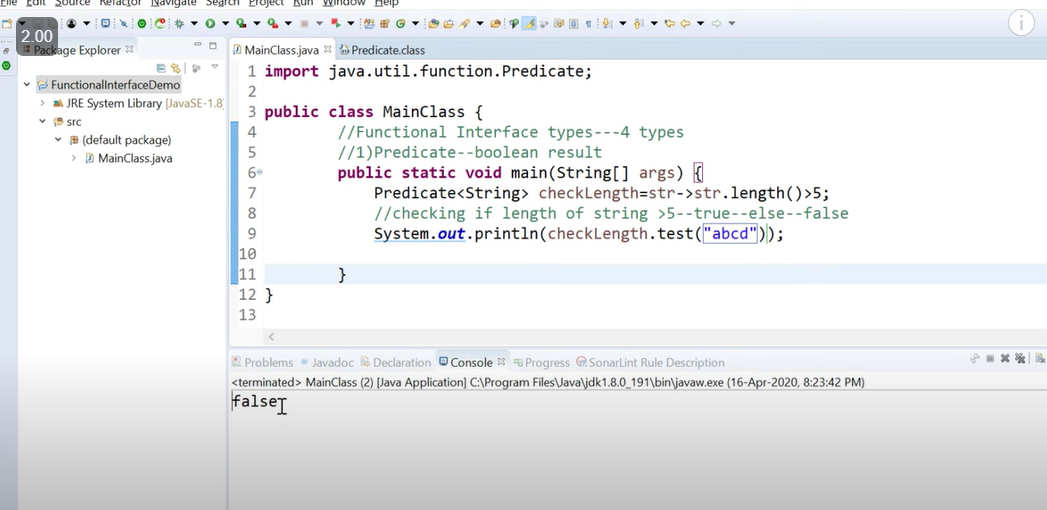 File Edit Source Refactor Navigate Search Project Run Window Help
2.00
Package Explorer
FunctionalInterfaceDemo
JRE System Library [JavaSE-1.8]
src
(default package)
MainClass.java
MainClass.java Predicate.class
1 import java.util.function.Predicate;
2
3 public class MainClass {
4 //Functional Interface types---4 types
5 //1)Predicate--boolean result
6 public static void main(String[] args) {
7 Predicate<String> checkLength=str->str.length()>5;
8 //checking if length of string >5--true--else--false
9 System.out.println(checkLength.test("abcd"));
10
11 }
12 }
13
Problems Javadoc Declaration Console Progress SonarLint Rule Description
<terminated> MainClass (2) [Java Application] C:\Program Files\Java\jdk1.8.0_191\bin\javaw.exe (16-Apr-2020, 8:23:42 PM)
false